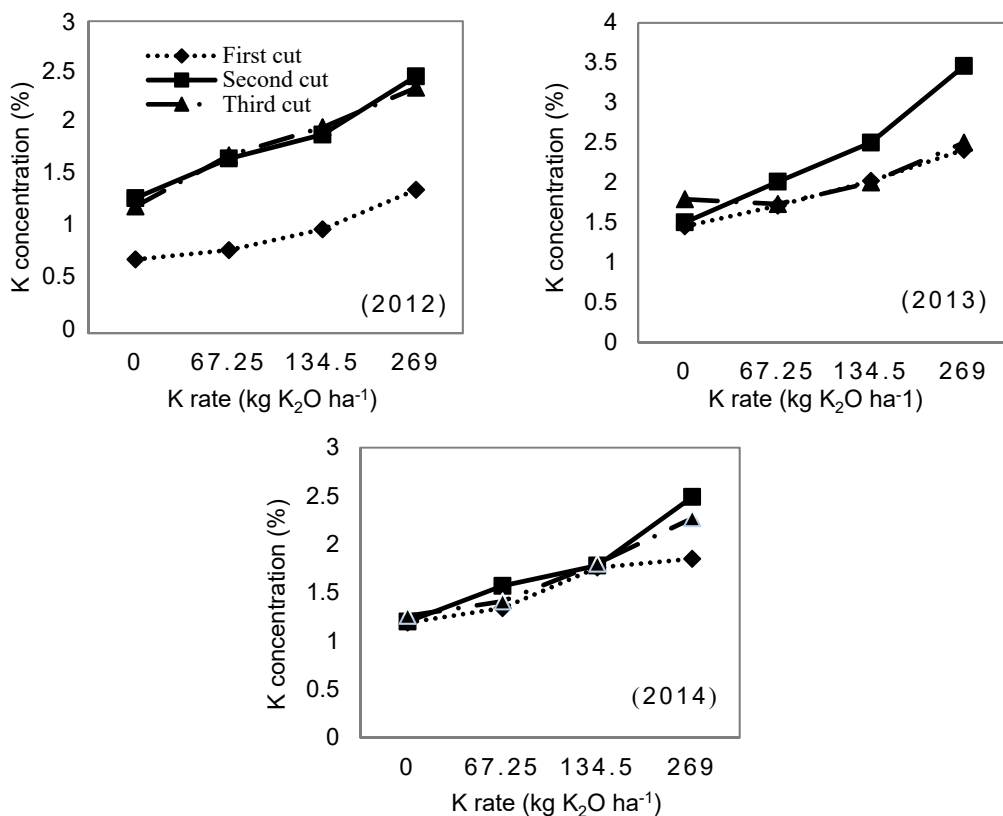 3
2.5
2
1.5
1
0.5
0
K concentration (%)
First cut
Second cut
Third cut
(2012)
0 67.25 134.5 269
K rate (kg K₂O ha⁻¹)
4
3.5
3
2.5
2
1.5
1
0.5
0
K concentration (%)
(2013)
0 67.25 134.5 269
K rate (kg K₂O ha⁻¹)
3
2.5
2
1.5
1
0.5
0
K concentration (%)
(2014)
0 67.25 134.5 269
K rate (kg K₂O ha⁻¹)